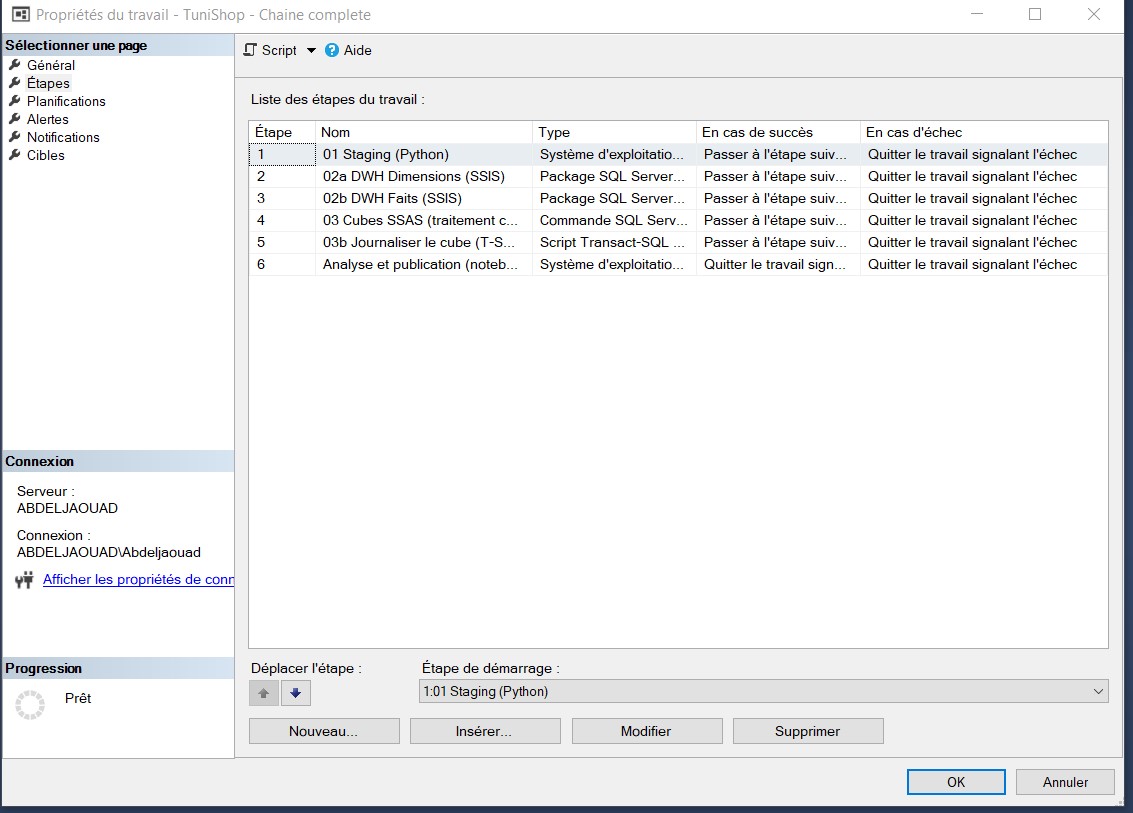 Propriétés du travail - TuniShop - Chaine complete
Sélectionner une page
Général
Étapes
Planifications
Alertes
Notifications
Cibles
Script Aide
Liste des étapes du travail :
Étape Nom Type En cas de succès En cas d'échec
1 01 Staging (Python) Système d'exploitatio... Passer à l'étape suiv... Quitter le travail signalant l'échec
2 02a DWH Dimensions (SSIS) Package SQL Server... Passer à l'étape suiv... Quitter le travail signalant l'échec
3 02b DWH Faits (SSIS) Package SQL Server... Passer à l'étape suiv... Quitter le travail signalant l'échec
4 03 Cubes SSAS (traitement c... Commande SQL Serv... Passer à l'étape suiv... Quitter le travail signalant l'échec
5 03b Journaliser le cube (T-S... Script Transact-SQL ... Passer à l'étape suiv... Quitter le travail signalant l'échec
6 Analyse et publication (noteb... Système d'exploitatio... Quitter le travail sign... Quitter le travail signalant l'échec
Connexion
Serveur :
ABDELJAOUAD
Connexion :
ABDELJAOUAD\Abdeljaouad
Afficher les propriétés de conn
Progression
Prêt
Déplacer l'étape : Étape de démarrage :
1:01 Staging (Python)
Nouveau... Insérer... Modifier Supprimer
OK Annuler